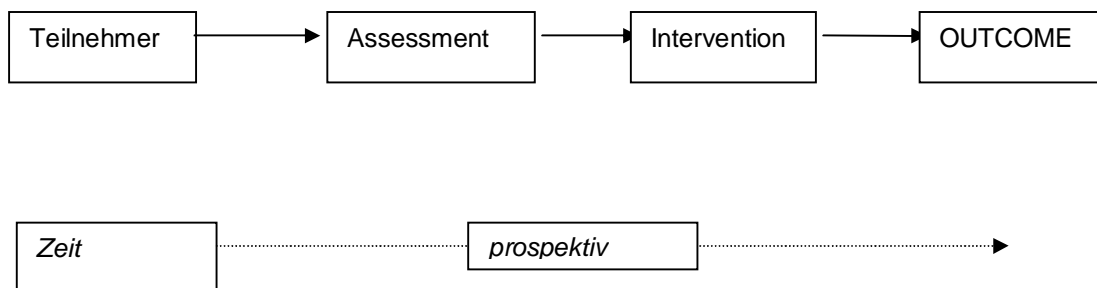 Teilnehmer Assessment Intervention OUTCOME
Zeit prospektiv